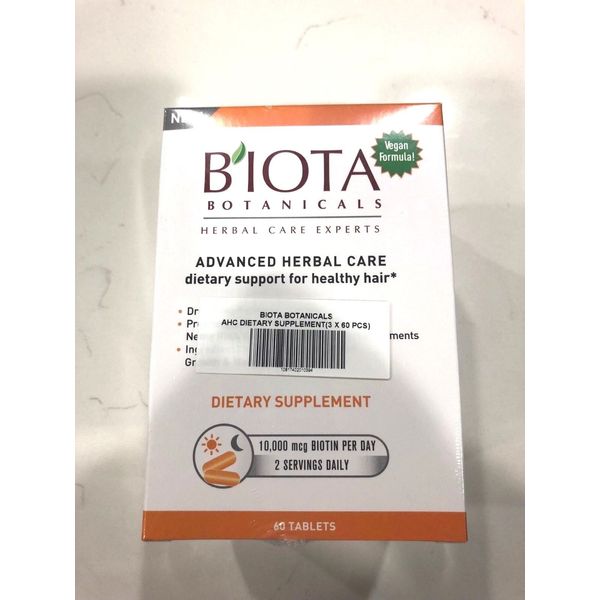 Vegan
Formula!
B'IOTA
BOTANICALS
HERBAL CARE EXPERTS
ADVANCED HERBAL CARE
dietary support for healthy hair*
BIOTA BOTANICALS
AHC DIETARY SUPPLEMENT(3 X 60 PCS)
DIETARY SUPPLEMENT
10,000 mcg BIOTIN PER DAY
2 SERVINGS DAILY
60 TABLETS